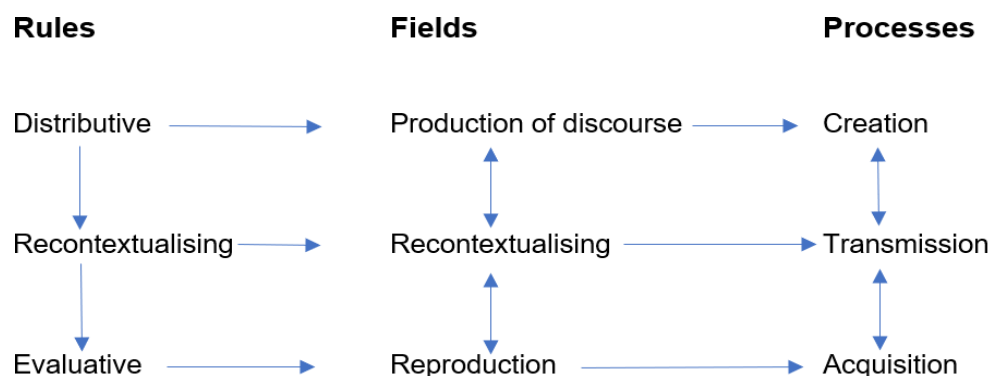 Rules Fields Processes
Distributive Production of discourse Creation
Recontextualising Recontextualising Transmission
Evaluative Reproduction Acquisition